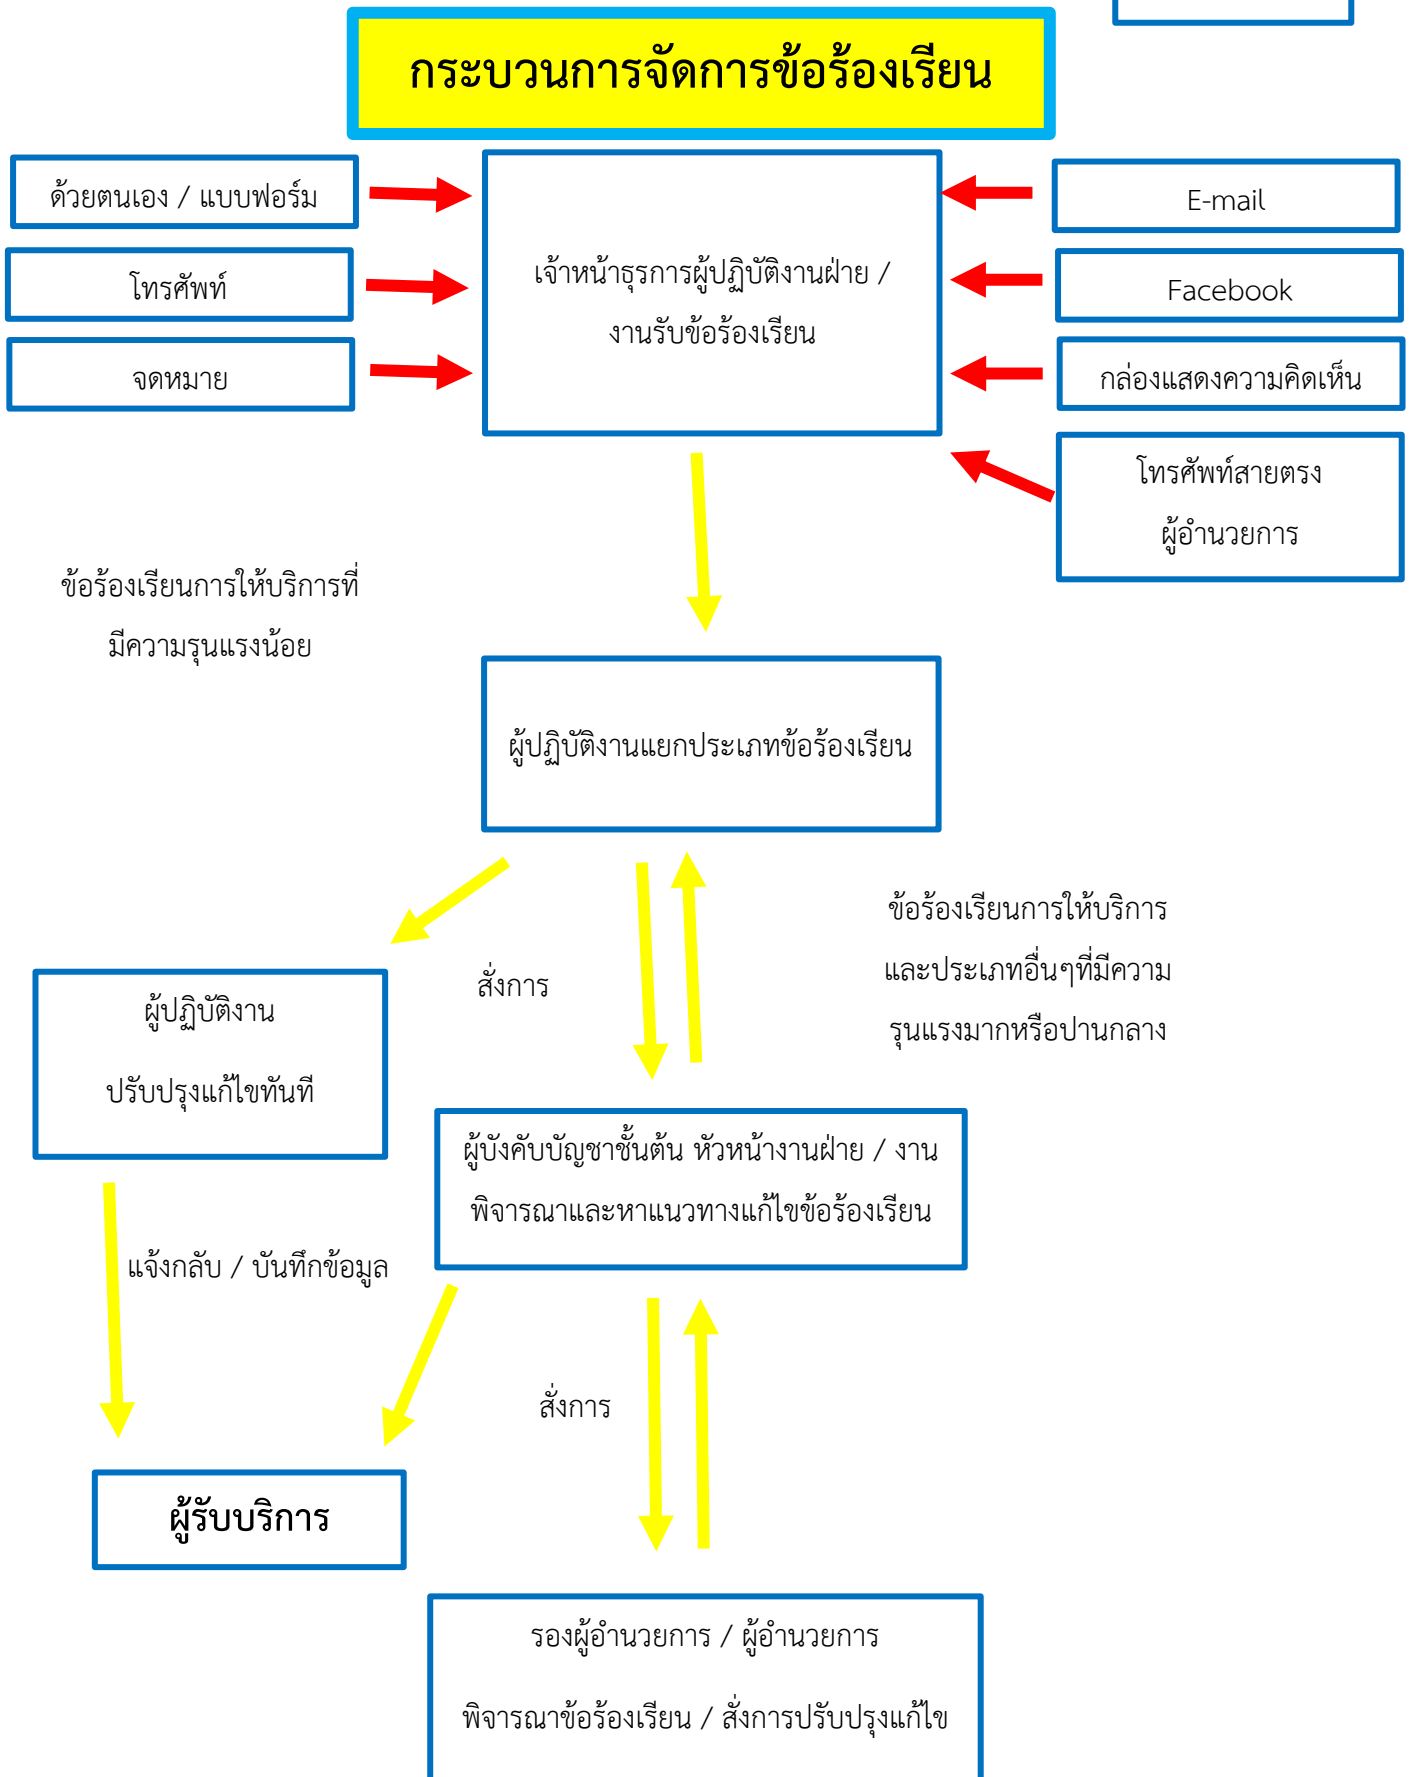 กระบวนการจัดการข้อร้องเรียน
ด้วยตนเอง / แบบฟอร์ม
โทรศัพท์
จดหมาย
เจ้าหน้าธุรการผู้ปฏิบัติงานฝ่าย /
งานรับข้อร้องเรียน
E-mail
Facebook
กล่องแสดงความคิดเห็น
โทรศัพท์สายตรง
ผู้อำนวยการ
ข้อร้องเรียนการให้บริการที่
มีความรุนแรงน้อย
ผู้ปฏิบัติงานแยกประเภทข้อร้องเรียน
ข้อร้องเรียนการให้บริการ
และประเภทอื่นๆที่มีความ
รุนแรงมากหรือปานกลาง
สั่งการ
ผู้ปฏิบัติงาน
ปรับปรุงแก้ไขทันที
ผู้บังคับบัญชาชั้นต้น หัวหน้างานฝ่าย / งาน
พิจารณาและหาแนวทางแก้ไขข้อร้องเรียน
แจ้งกลับ / บันทึกข้อมูล
สั่งการ
ผู้รับบริการ
รองผู้อำนวยการ / ผู้อำนวยการ
พิจารณาข้อร้องเรียน / สั่งการปรับปรุงแก้ไข